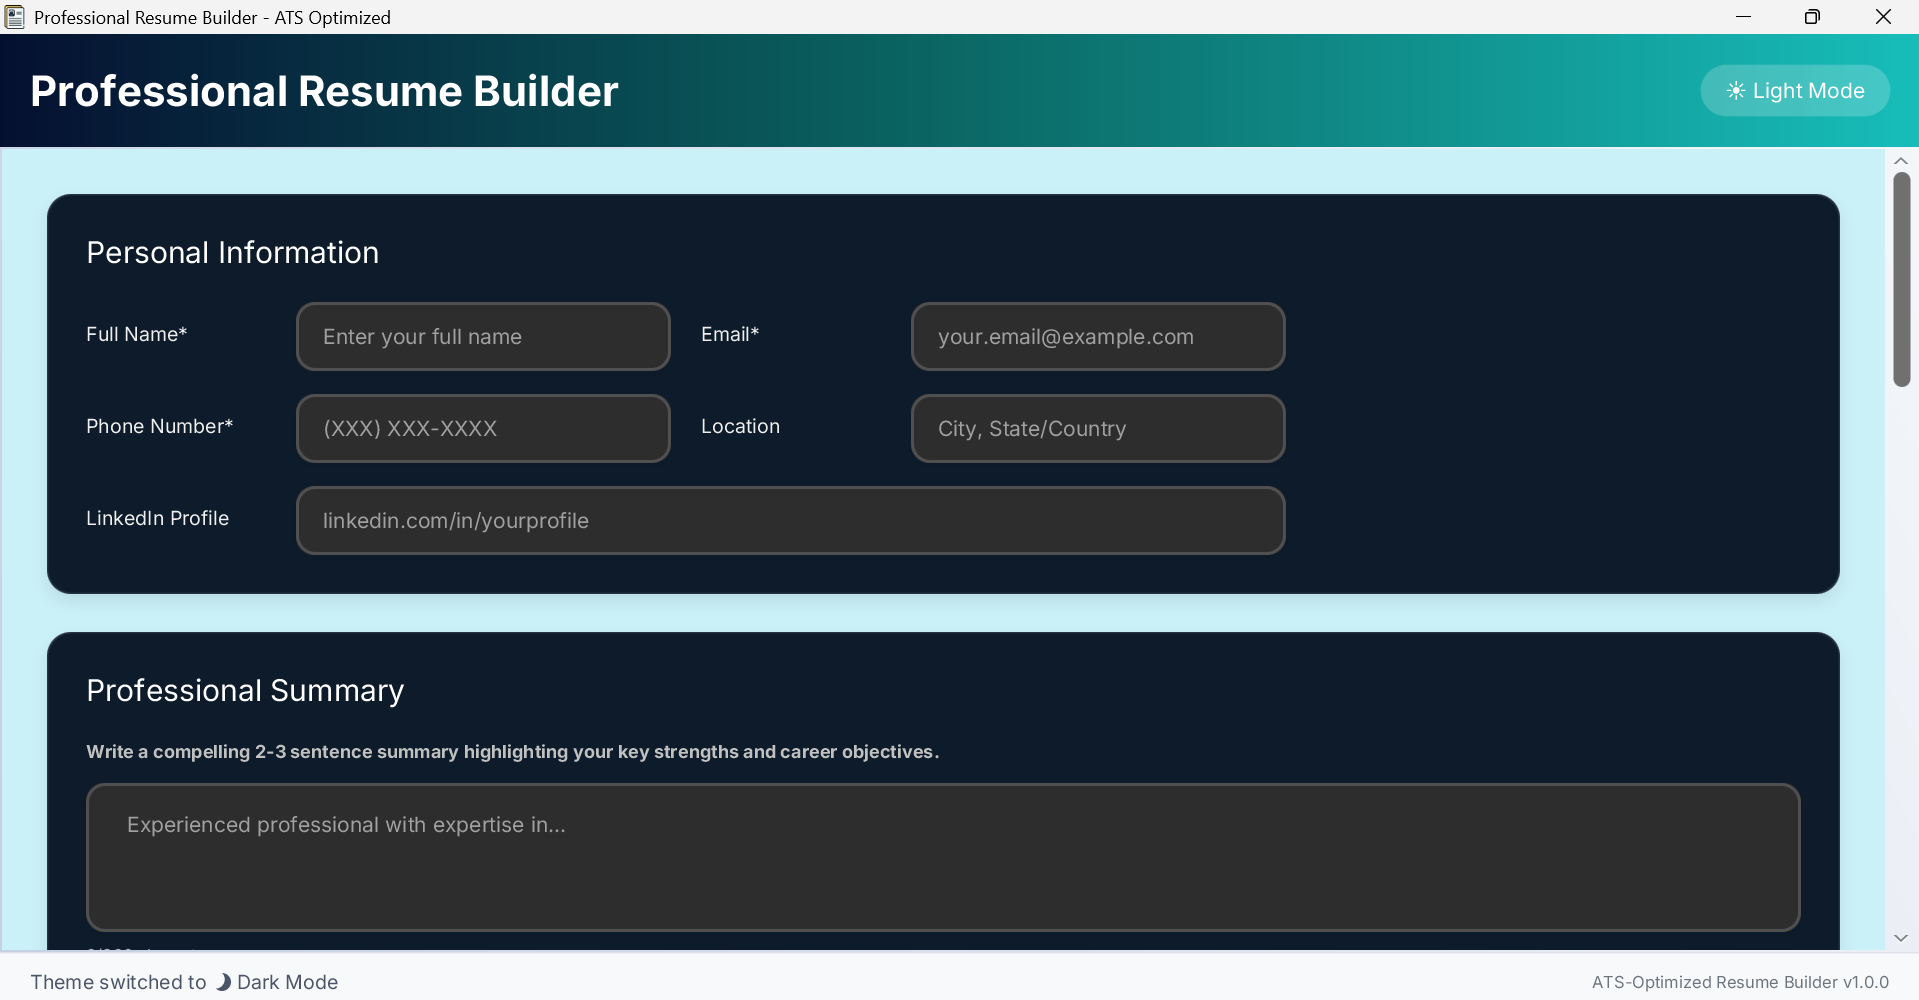 Professional Resume Builder - ATS Optimized
Professional Resume Builder
☀ Light Mode
Personal Information
Full Name*
Enter your full name
Email*
your.email@example.com
Phone Number*
(XXX) XXX-XXXX
Location
City, State/Country
LinkedIn Profile
linkedin.com/in/yourprofile
Professional Summary
Write a compelling 2-3 sentence summary highlighting your key strengths and career objectives.
Experienced professional with expertise in...
Theme switched to 🌙 Dark Mode
ATS-Optimized Resume Builder v1.0.0